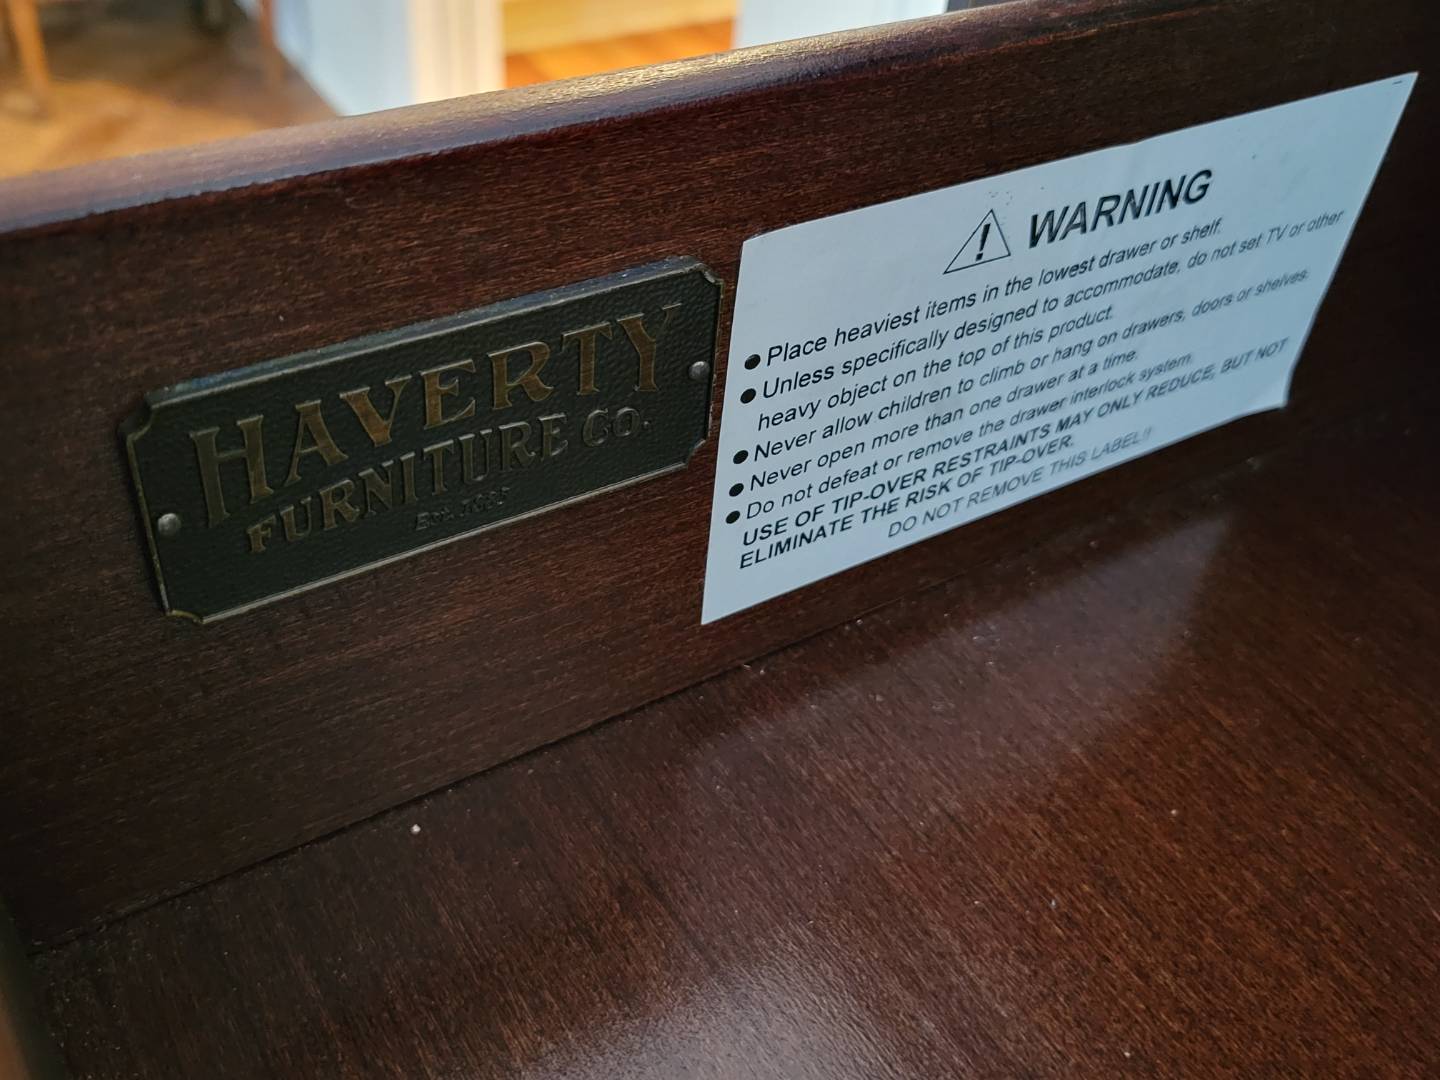 HAVERTY
FURNITURE CO.
EST. 1885
WARNING
● Place heaviest items in the lowest drawer or shelf.
● Unless specifically designed to accommodate, do not set TV or other
heavy object on the top of this product.
● Never allow children to climb or hang on drawers, doors or shelves.
● Never open more than one drawer at a time.
● Do not defeat or remove the drawer interlock system.
USE OF TIP-OVER RESTRAINTS MAY ONLY REDUCE, BUT NOT
ELIMINATE THE RISK OF TIP-OVER.
DO NOT REMOVE THIS LABEL!!